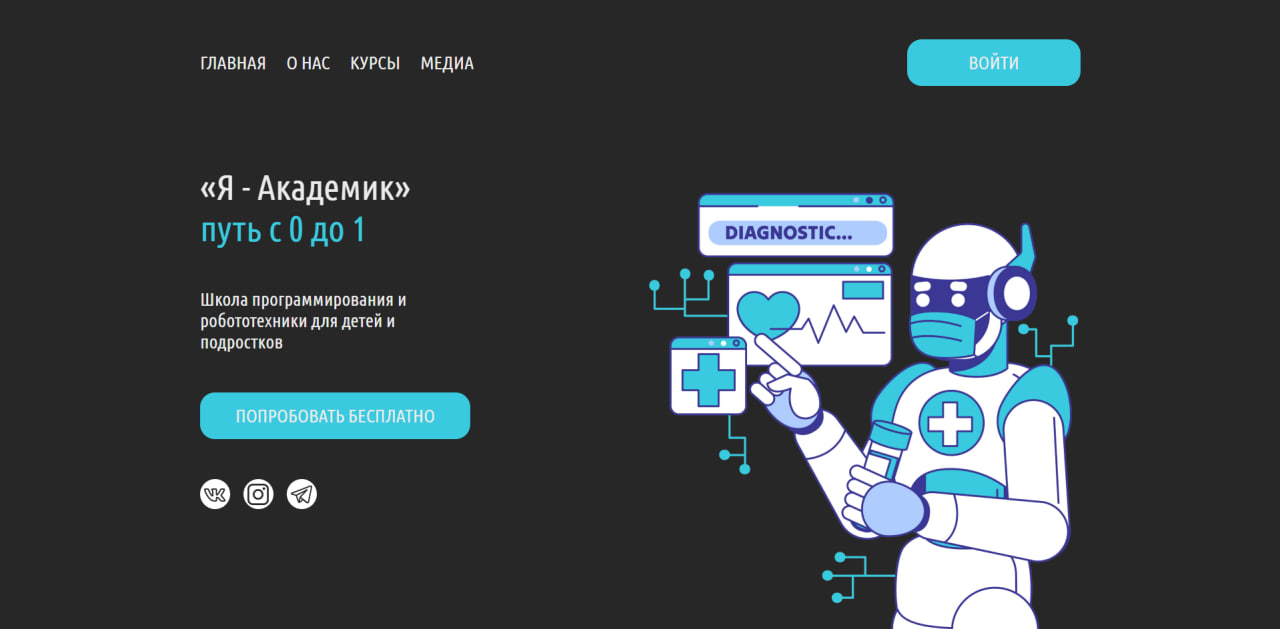 ГЛАВНАЯ О НАС КУРСЫ МЕДИА ВОЙТИ
«Я - Академик»
путь с 0 до 1
Школа программирования и
робототехники для детей и
подростков
ПОПРОБОВАТЬ БЕСПЛАТНО
DIAGNOSTIC...